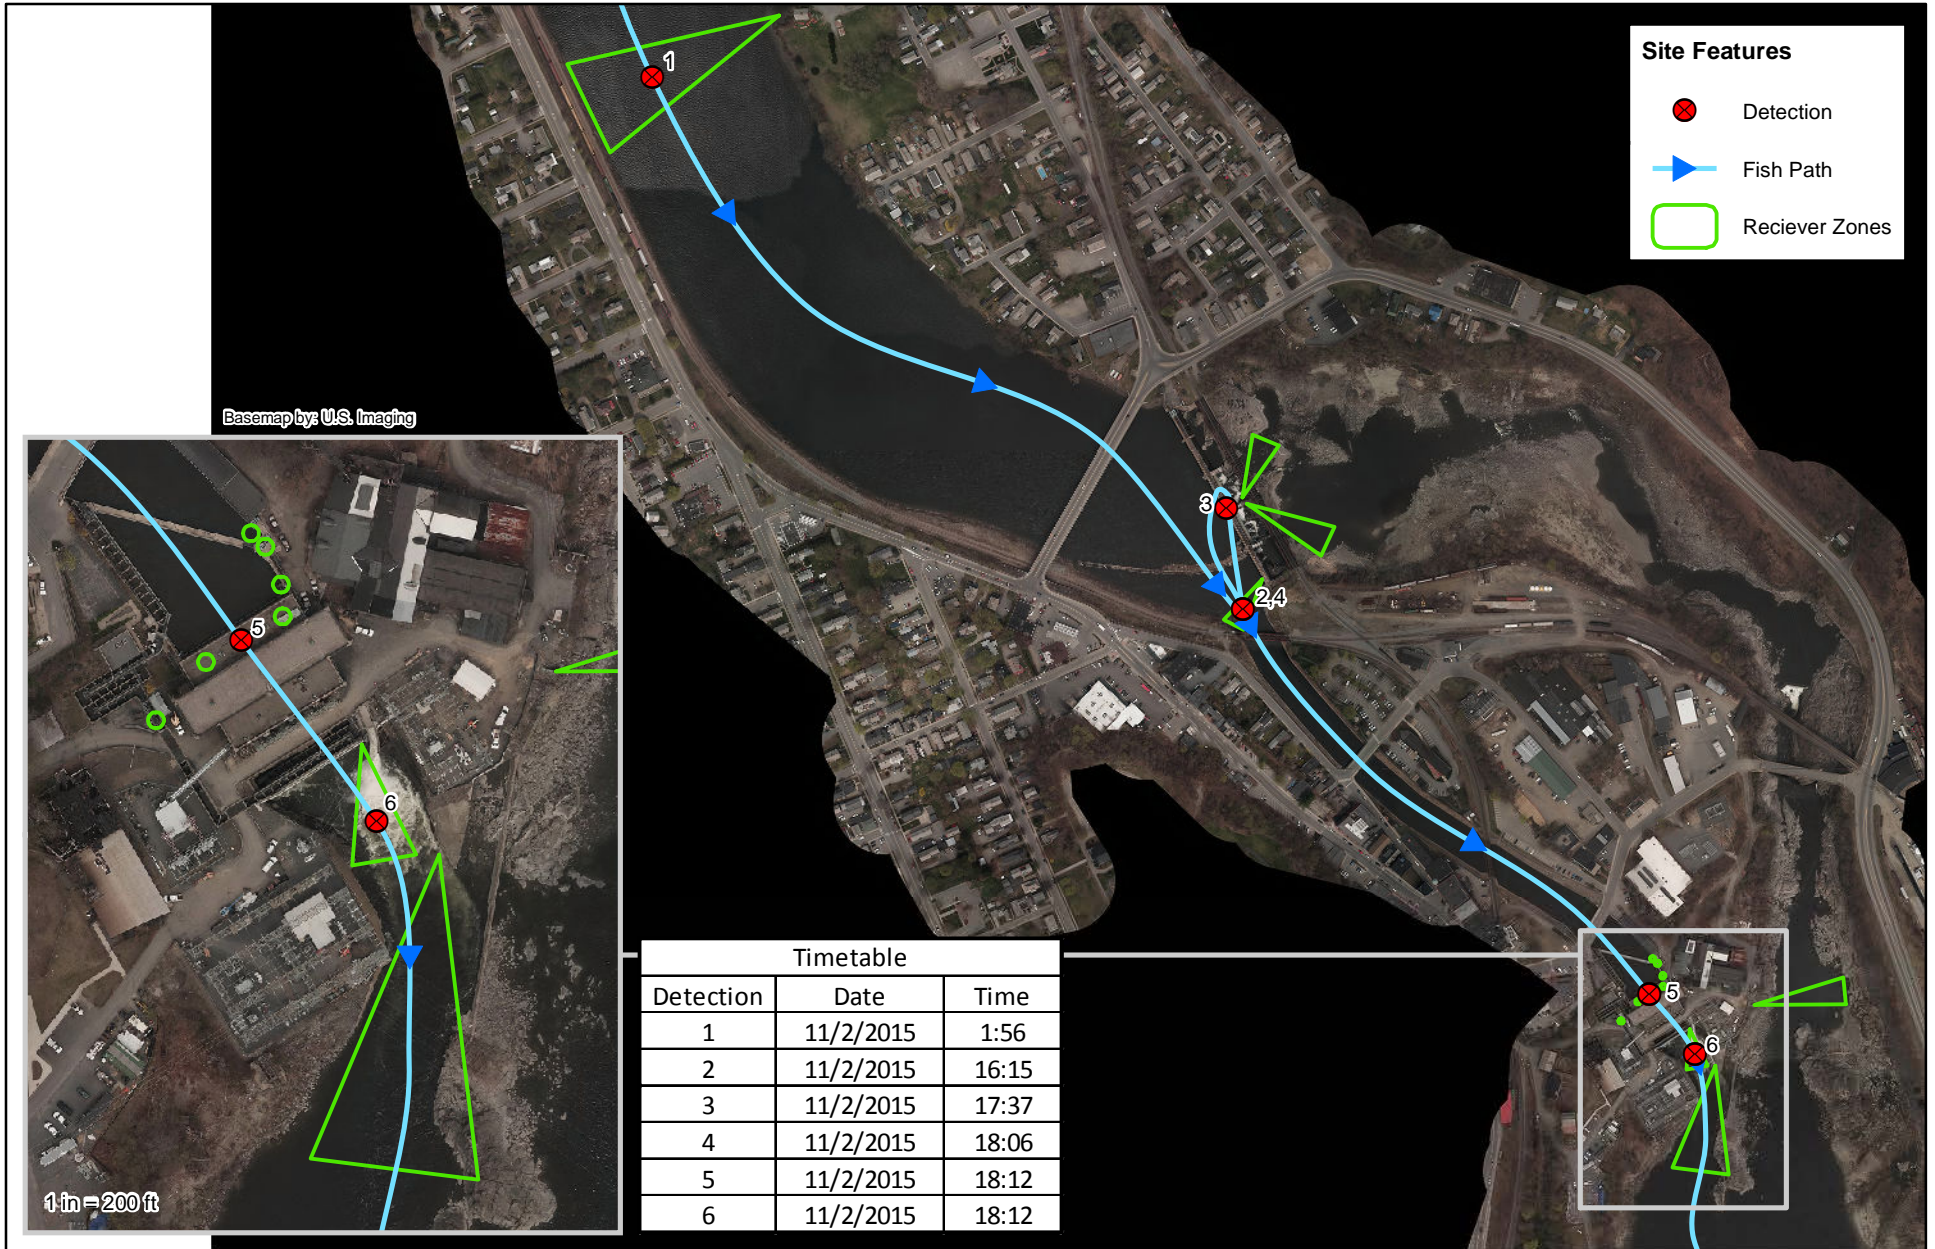 Site Features
Detection
Fish Path
Reciever Zones
1
3
2,4
5
6
Basemap by: U.S. Imaging
5
6
1 in = 200 ft
Timetable
Detection Date Time
1 11/2/2015 1:56
2 11/2/2015 16:15
3 11/2/2015 17:37
4 11/2/2015 18:06
5 11/2/2015 18:12
6 11/2/2015 18:12